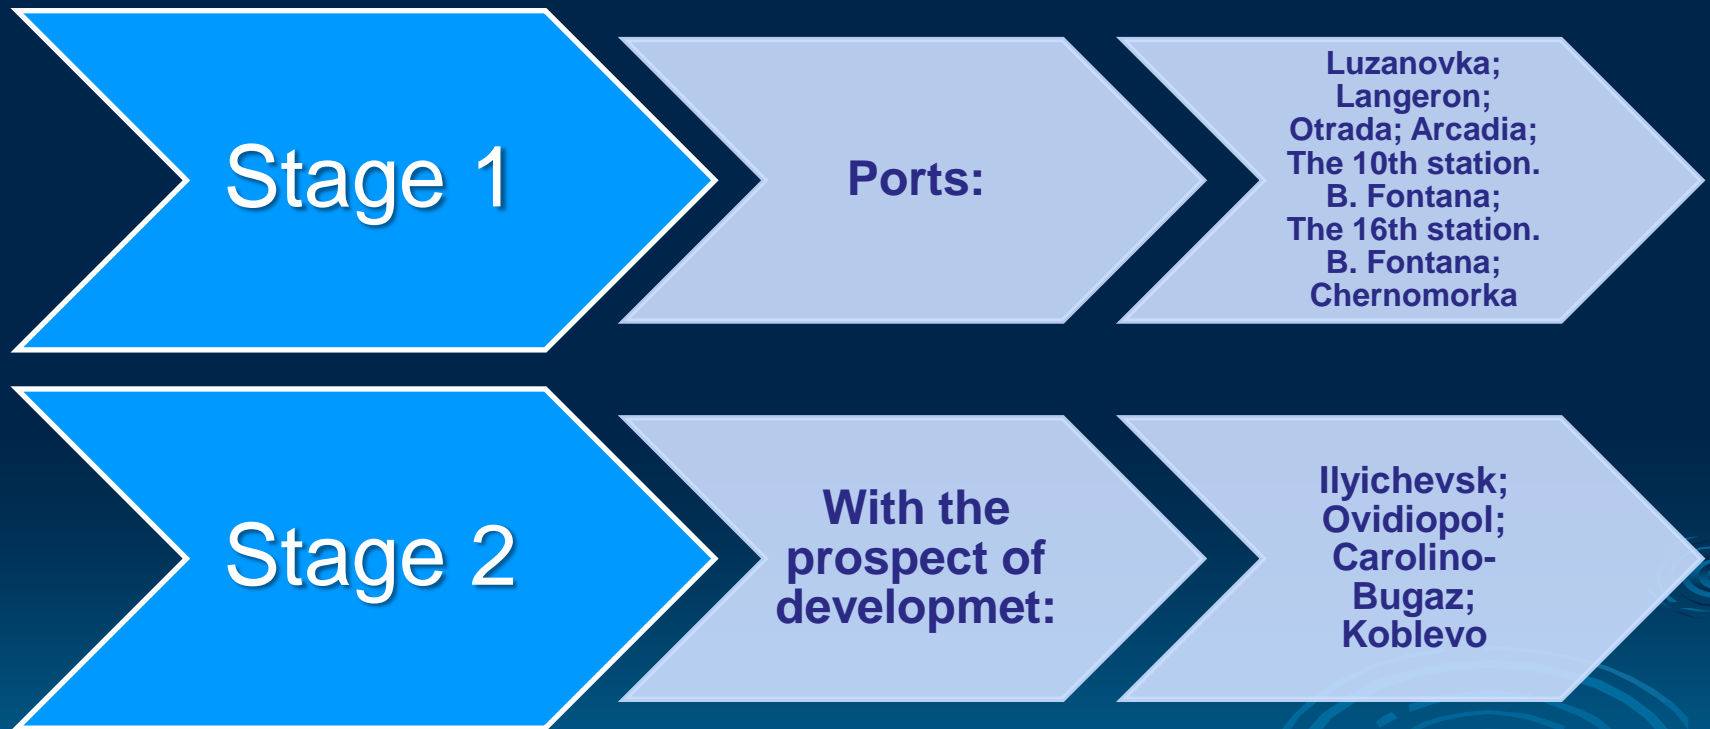 Stage 1
Ports:
Luzanovka;
Langeron;
Otrada; Arcadia;
The 10th station.
B. Fontana;
The 16th station.
B. Fontana;
Chernomorka
Stage 2
With the
prospect of
developmet:
Ilyichevsk;
Ovidiopol;
Carolino-
Bugaz;
Koblevo